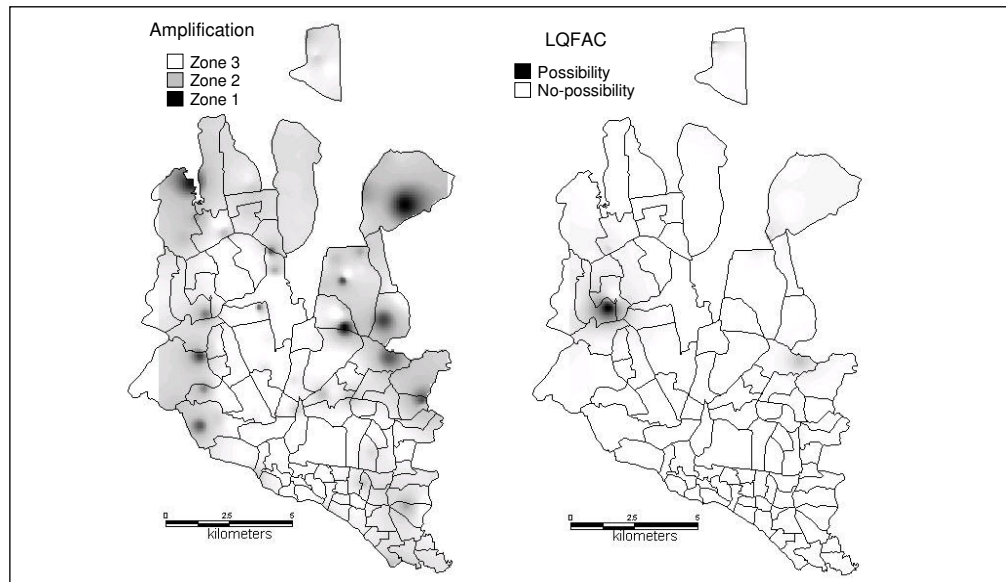 Amplification
Zone 3
Zone 2
Zone 1
LQFAC
Possibility
No-possibility
0 2.5 5
kilometers
0 2.5 5
kilometers